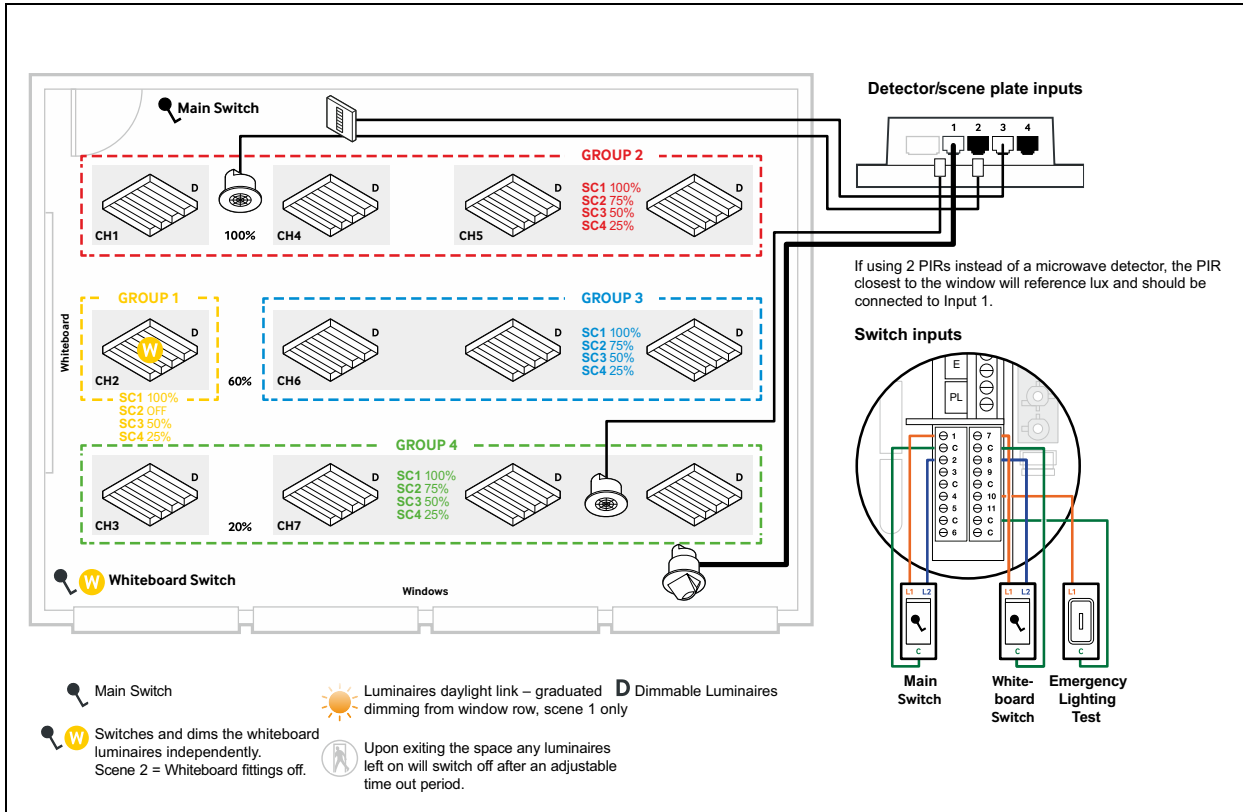 Main Switch
GROUP 2
D
D
D
D
SC1 100%
SC2 75%
SC3 50%
SC4 25%
CH1
100%
CH4
CH5
GROUP 1
GROUP 3
D
D
D
D
SC1 100%
SC2 75%
SC3 50%
SC4 25%
Whiteboard
W
CH2
60%
CH6
SC1 100%
SC2 OFF
SC3 50%
SC4 25%
GROUP 4
D
D
D
D
SC1 100%
SC2 75%
SC3 50%
SC4 25%
CH3
20%
CH7
W Whiteboard Switch
Windows
Detector/scene plate inputs
1 2 3 4
If using 2 PIRs instead of a microwave detector, the PIR
closest to the window will reference lux and should be
connected to Input 1.
Switch inputs
E
PL
1 7
C C
2 8
3 9
C C
4 10
5 11
C C
6 C
L1 L2
C
L1 L2
C
L1
C
Main
Switch
White-
board
Switch
Emergency
Lighting
Test
Main Switch
W Switches and dims the whiteboard
luminaires independently.
Scene 2 = Whiteboard fittings off.
Luminaires daylight link – graduated
dimming from window row, scene 1 only
D Dimmable Luminaires
Upon exiting the space any luminaires
left on will switch off after an adjustable
time out period.